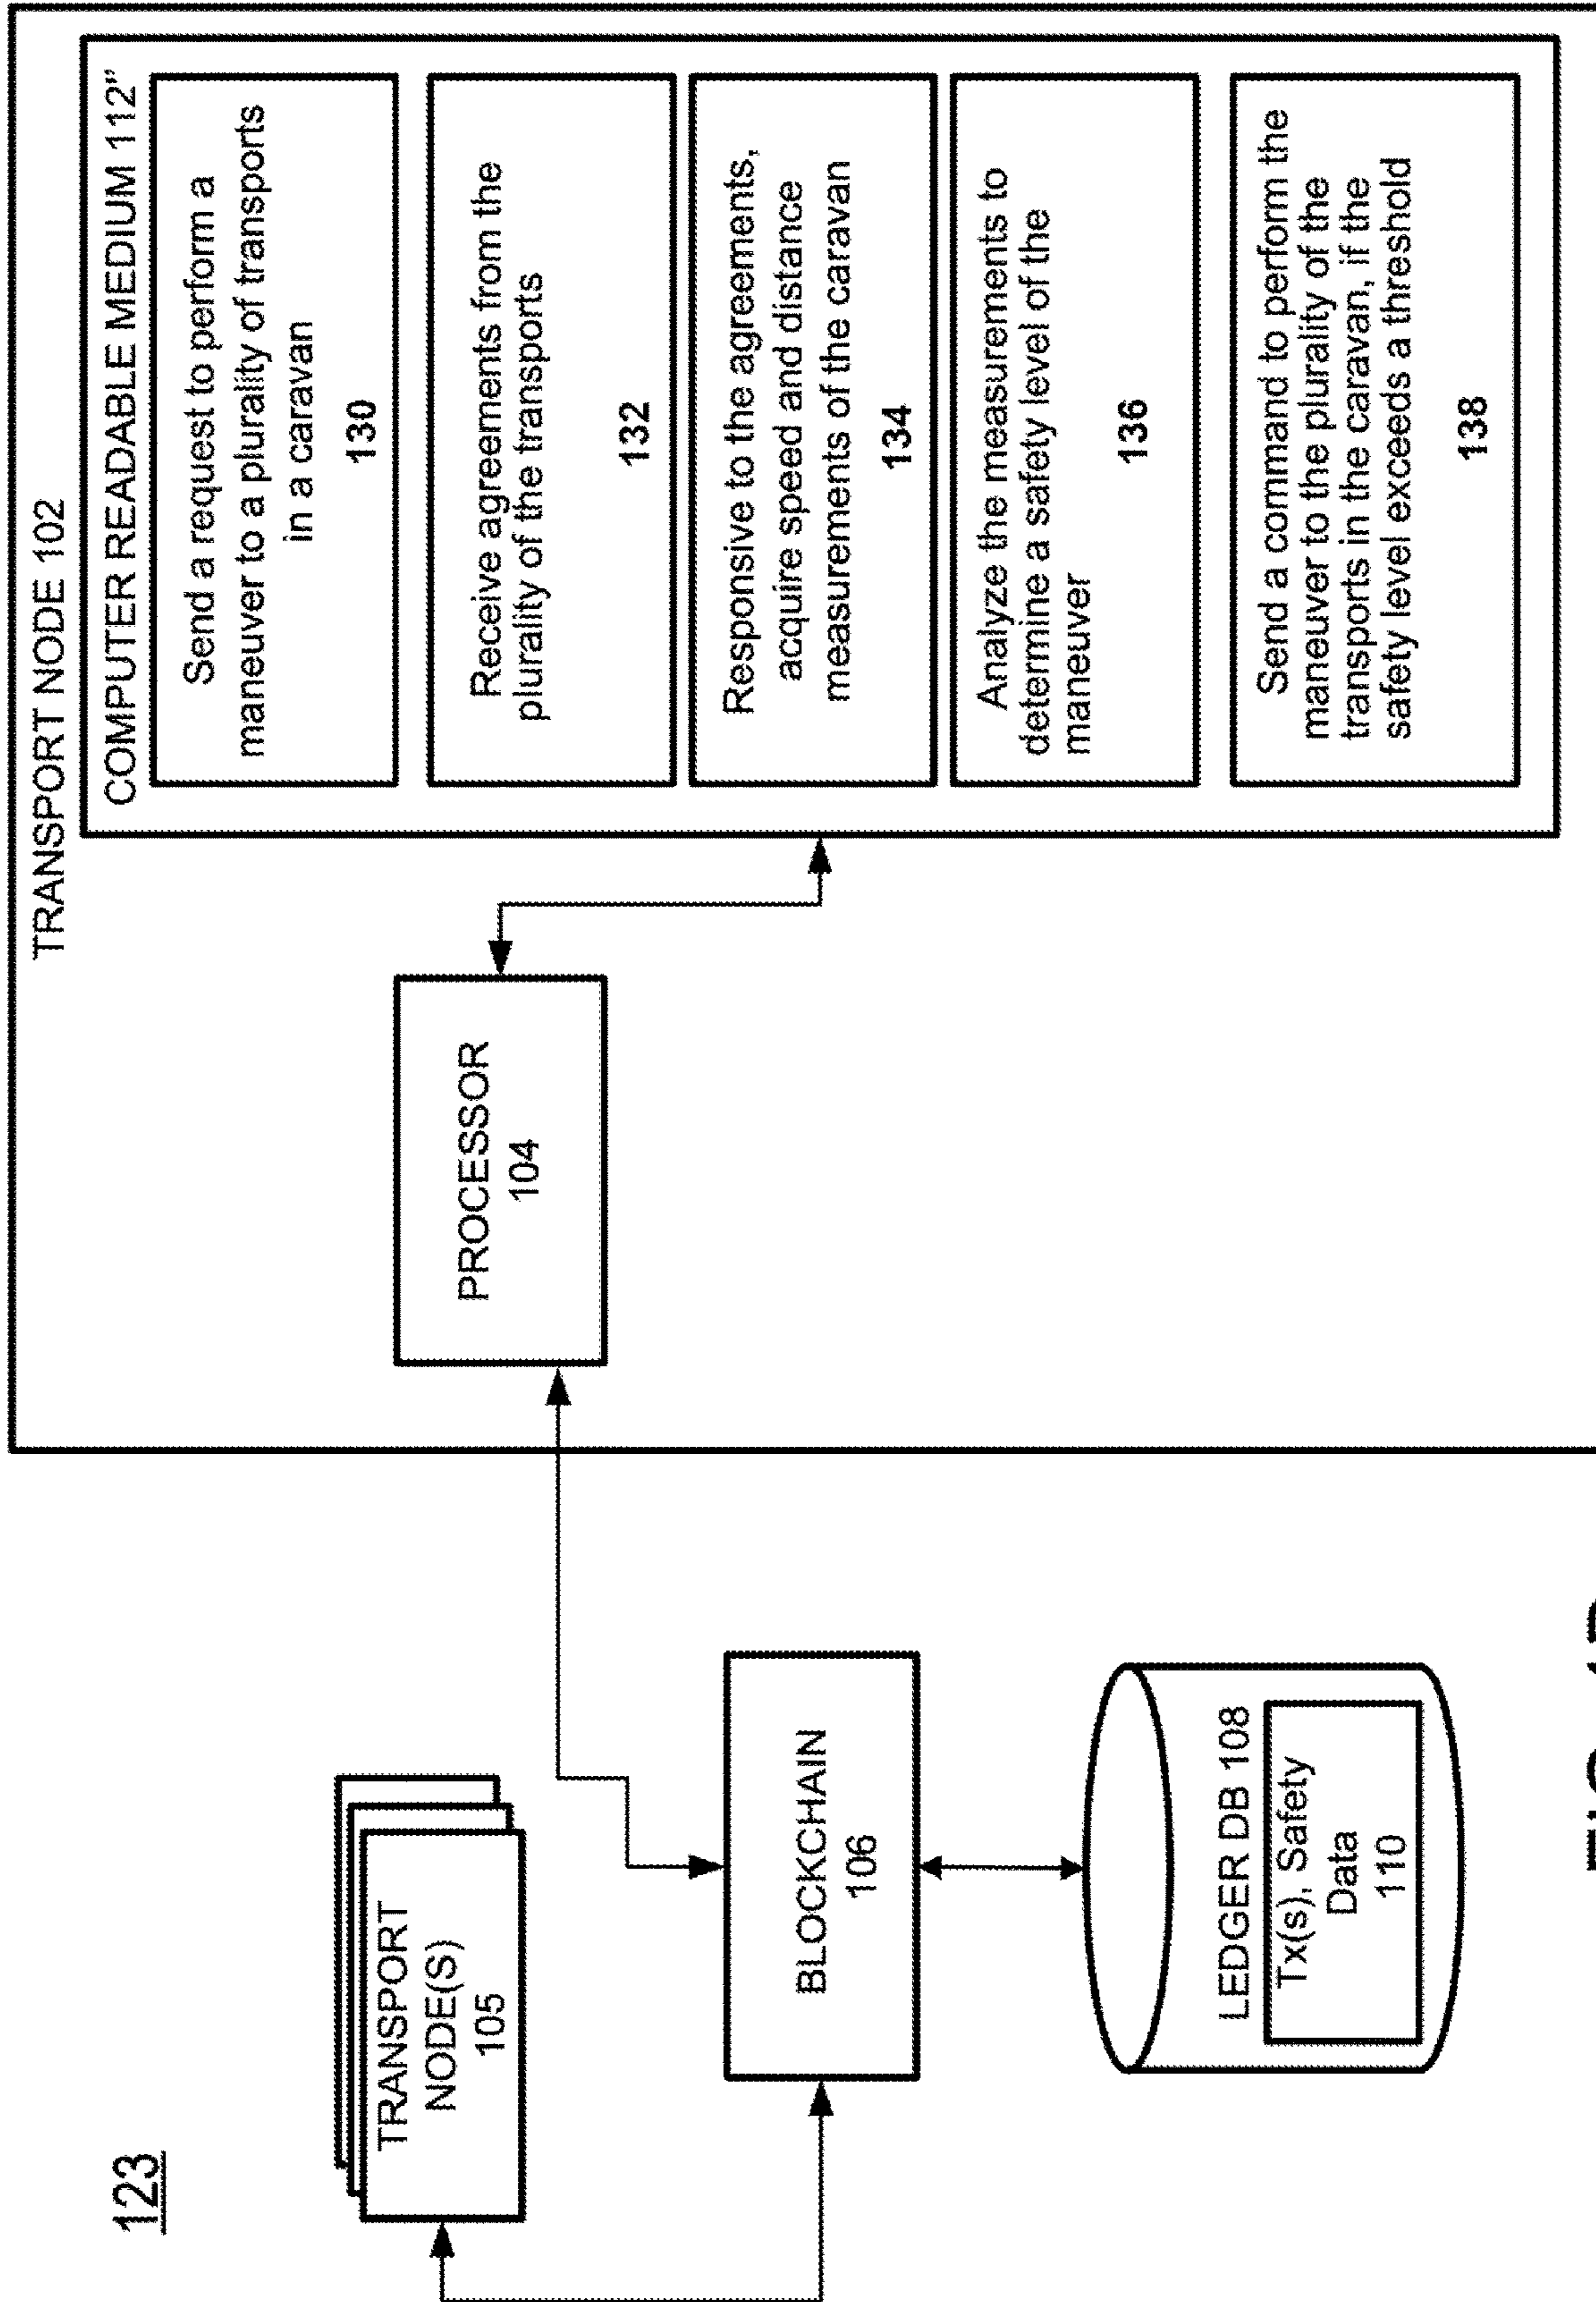 123
TRANSPORT
NODE(S)
105
BLOCKCHAIN
106
LEDGER DB 108
Tx(s), Safety
Data
110
TRANSPORT NODE 102
PROCESSOR
104
COMPUTER READABLE MEDIUM 112"
Send a request to perform a
maneuver to a plurality of transports
in a caravan
130
Receive agreements from the
plurality of the transports
132
Responsive to the agreements,
acquire speed and distance
measurements of the caravan
134
Analyze the measurements to
determine a safety level of the
maneuver
136
Send a command to perform the
maneuver to the plurality of the
transports in the caravan, if the
safety level exceeds a threshold
138